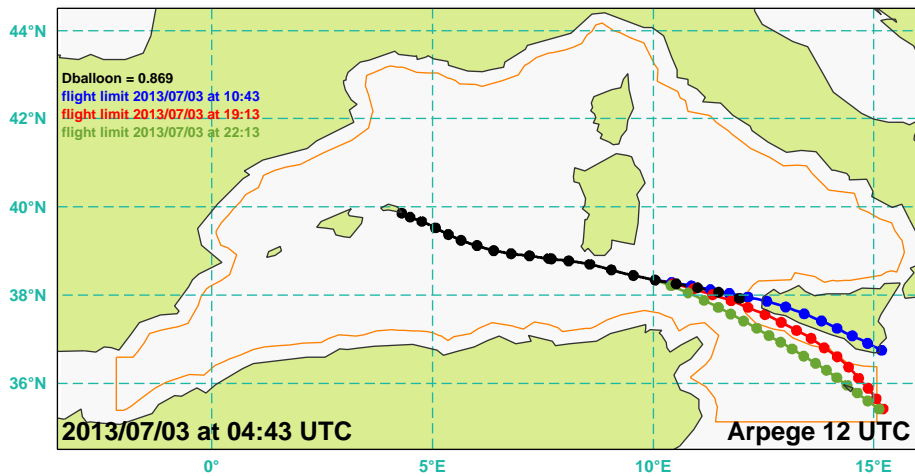 44°N
Dballoon = 0.869
flight limit 2013/07/03 at 10:43
flight limit 2013/07/03 at 19:13
flight limit 2013/07/03 at 22:13
42°N
40°N
38°N
36°N
2013/07/03 at 04:43 UTC
Arpege 12 UTC
0°
5°E
10°E
15°E